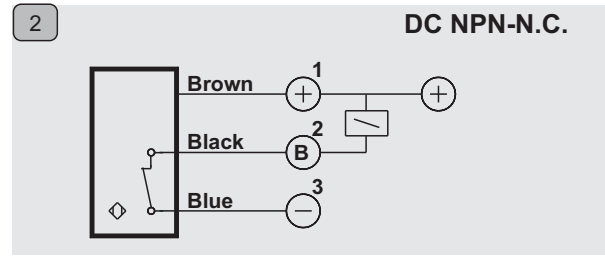 2
DC NPN-N.C.
Brown
1
+
+
Black
2
B
Blue
3
−